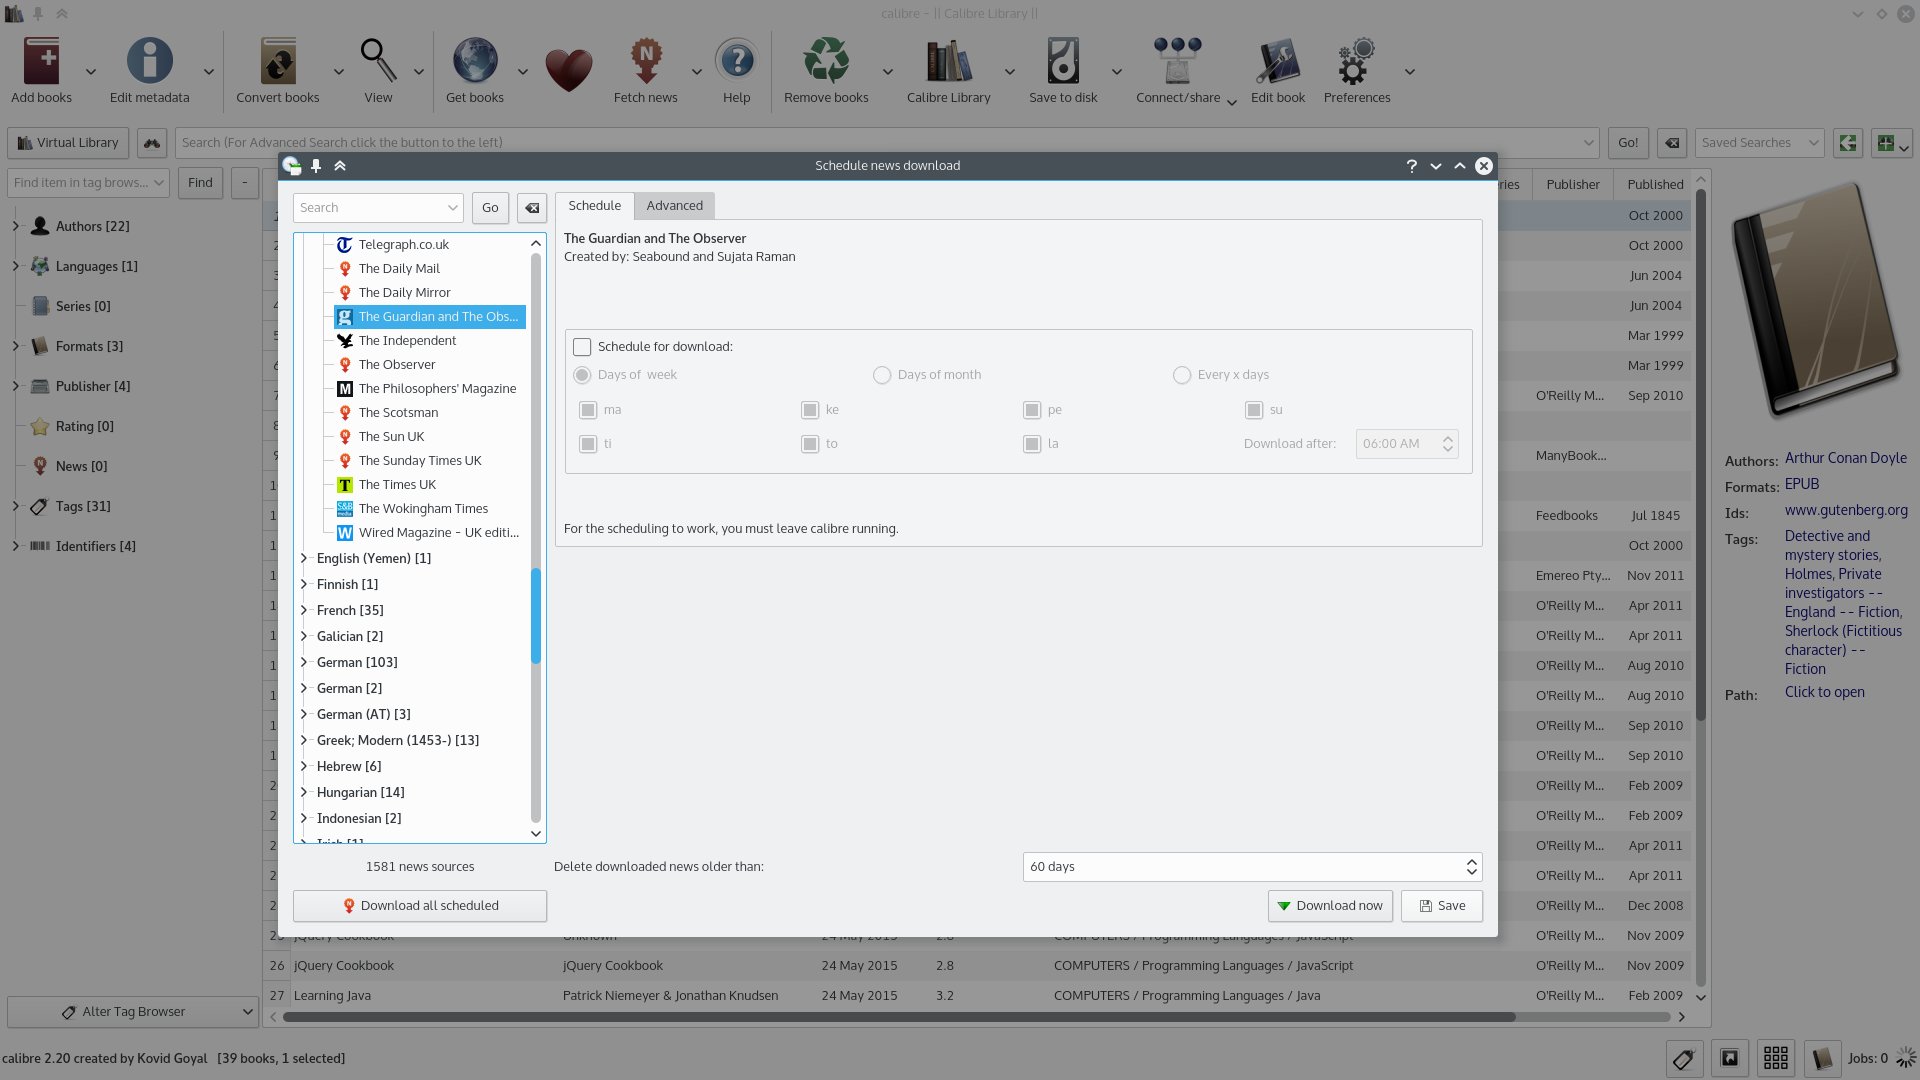 calibre - || Calibre Library ||
Add books
Edit metadata
Convert books
View
Get books
Fetch news
Help
Remove books
Calibre Library
Save to disk
Connect/share
Edit book
Preferences
Virtual Library
Search (For Advanced Search click the button to the left)
Go!
Saved Searches
Find item in tag brows...
Find
-
Authors [22]
Languages [1]
Series [0]
Formats [3]
Publisher [4]
Rating [0]
News [0]
Tags [31]
Identifiers [4]
Alter Tag Browser
Schedule news download
?
Search
Go
Telegraph.co.uk
The Daily Mail
The Daily Mirror
The Guardian and The Obs...
The Independent
The Observer
The Philosophers' Magazine
The Scotsman
The Sun UK
The Sunday Times UK
The Times UK
The Wokingham Times
Wired Magazine - UK editi...
English (Yemen) [1]
Finnish [1]
French [35]
Galician [2]
German [103]
German [2]
German (AT) [3]
Greek; Modern (1453-) [13]
Hebrew [6]
Hungarian [14]
Indonesian [2]
Irish [1]
1581 news sources
Download all scheduled
Schedule
Advanced
The Guardian and The Observer
Created by: Seabound and Sujata Raman
Schedule for download:
Days of week
Days of month
Every x days
ma
ke
pe
su
ti
to
la
Download after:
06:00 AM
For the scheduling to work, you must leave calibre running.
Delete downloaded news older than:
60 days
Download now
Save
Publisher
Published
Oct 2000
Oct 2000
Jun 2004
Jun 2004
Mar 1999
Mar 1999
O'Reilly M... Sep 2010
ManyBook...
Feedbooks Jul 1845
Oct 2000
Emereo Pty... Nov 2011
O'Reilly M... Apr 2011
O'Reilly M... Apr 2011
O'Reilly M... Aug 2010
O'Reilly M... Aug 2010
O'Reilly M... Sep 2010
O'Reilly M... Sep 2010
O'Reilly M... Feb 2009
O'Reilly M... Feb 2009
O'Reilly M... Apr 2011
O'Reilly M... Apr 2011
O'Reilly M... Dec 2008
25 jQuery Cookbook Unknown 24 May 2015 2.8 COMPUTERS / Programming Languages / JavaScript O'Reilly M... Nov 2009
26 jQuery Cookbook jQuery Cookbook 24 May 2015 2.8 COMPUTERS / Programming Languages / JavaScript O'Reilly M... Nov 2009
27 Learning Java Patrick Niemeyer & Jonathan Knudsen 24 May 2015 3.2 COMPUTERS / Programming Languages / Java O'Reilly M... Feb 2009
Authors: Arthur Conan Doyle
Formats: EPUB
Ids: www.gutenberg.org
Tags: Detective and
mystery stories,
Holmes, Private
investigators --
England -- Fiction,
Sherlock (Fictitious
character) --
Fiction
Path: Click to open
calibre 2.20 created by Kovid Goyal [39 books, 1 selected]
Jobs: 0